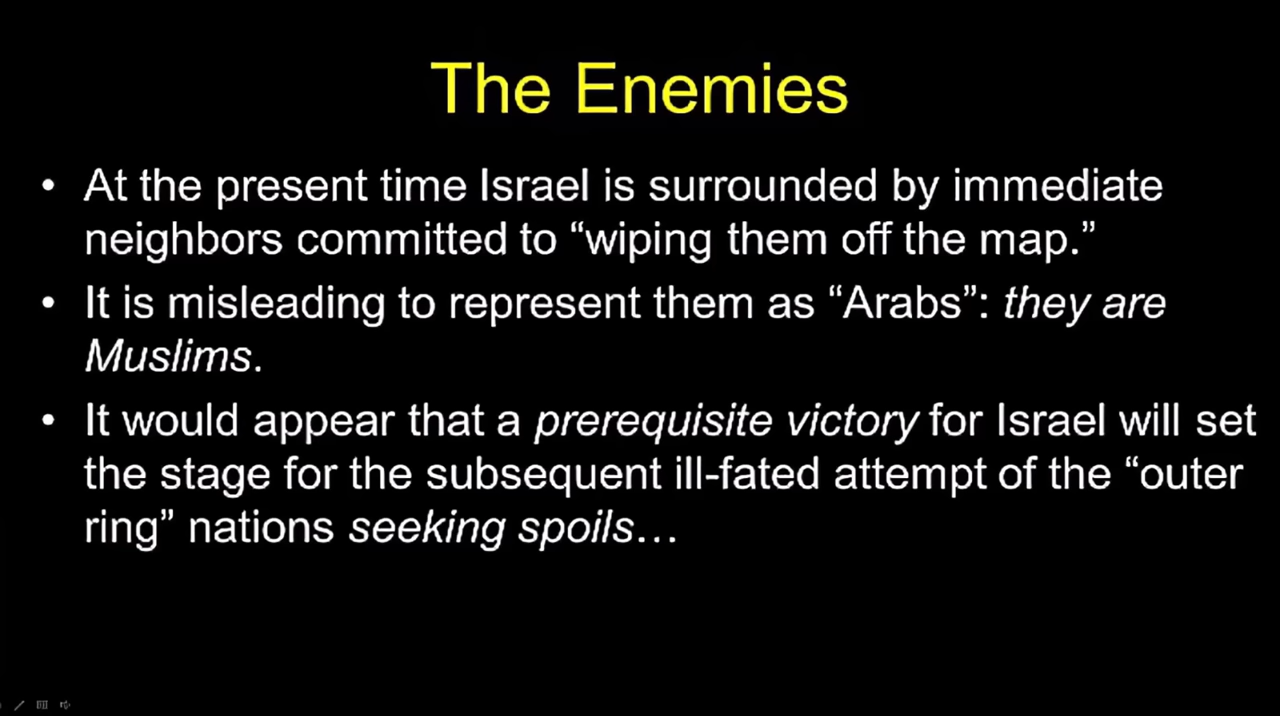 The Enemies
• At the present time Israel is surrounded by immediate
neighbors committed to “wiping them off the map.”
• It is misleading to represent them as “Arabs”: they are
Muslims.
• It would appear that a prerequisite victory for Israel will set
the stage for the subsequent ill-fated attempt of the “outer
ring” nations seeking spoils…